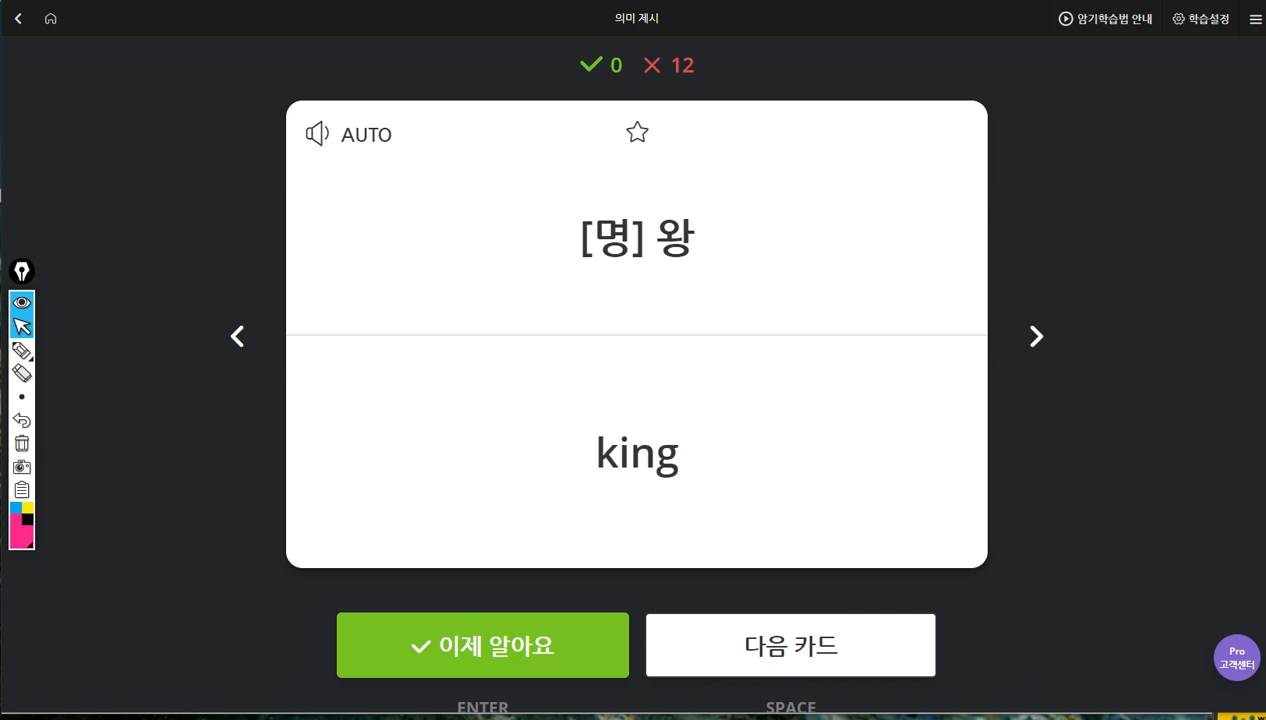 의미 제시
암기학습법 안내
학습설정
0
12
AUTO
[명] 왕
king
이제 알아요
다음 카드
ENTER
SPACE
Pro
고객센터